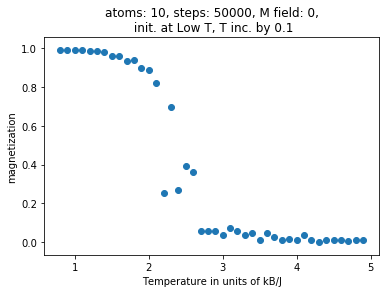 atoms: 10, steps: 50000, M field: 0,
init. at Low T, T inc. by 0.1
1.0
0.8
0.6
0.4
0.2
0.0
magnetization
1
2
3
4
5
Temperature in units of kB/J